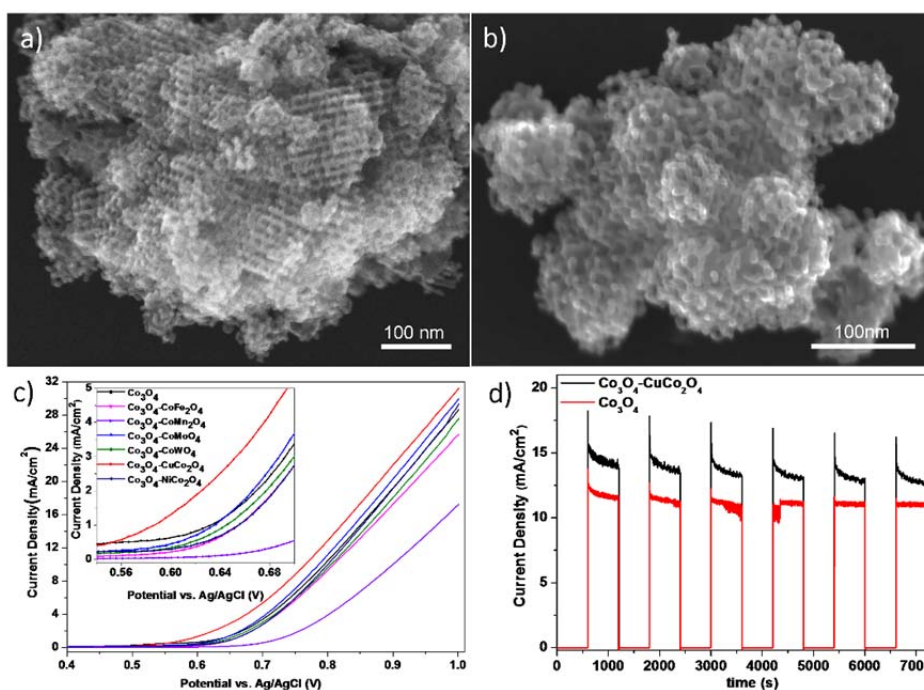 a)
100 nm
b)
100nm
c)
Current Density(mA/cm²)
32
28
24
20
16
12
8
4
0
0.4 0.5 0.6 0.7 0.8 0.9 1.0
Potential vs. Ag/AgCl (V)
Current Density (mA/cm²)
5
4
3
2
1
0
Co₃O₄
Co₃O₄-CoFe₂O₄
Co₃O₄-CoMn₂O₄
Co₃O₄-CoMoO₄
Co₃O₄-CoWO₄
Co₃O₄-CuCo₂O₄
Co₃O₄-NiCo₂O₄
0.56 0.60 0.64 0.68
Potential vs. Ag/AgCl (V)
d)
Current Density (mA/cm²)
20
15
10
5
0
Co₃O₄-CuCo₂O₄
Co₃O₄
0 1000 2000 3000 4000 5000 6000
time (s)